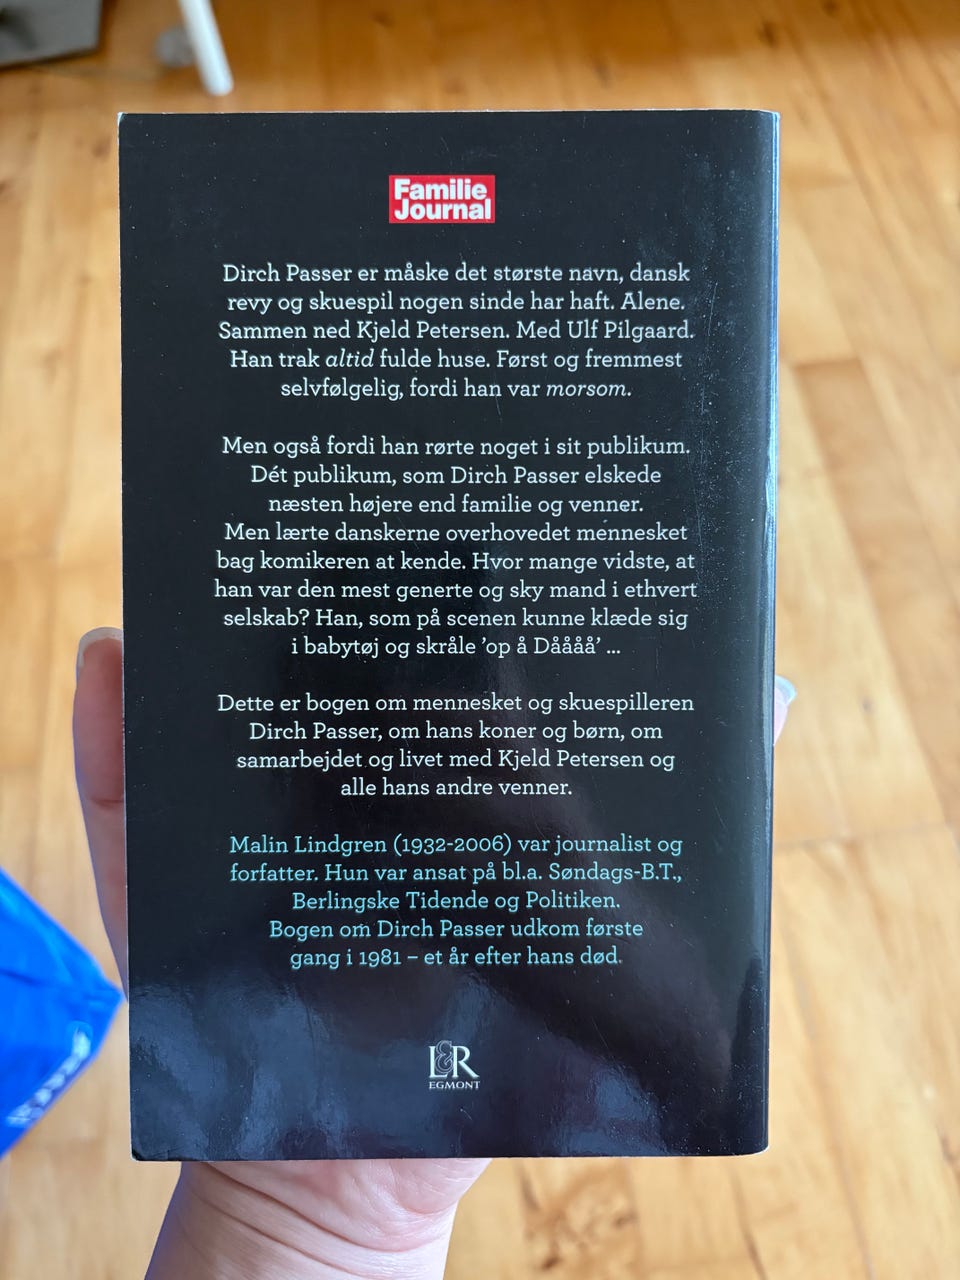 Familie
Journal
Dirch Passer er måske det største navn, dansk
revy og skuespil nogen sinde har haft. Alene.
Sammen ned Kjeld Petersen. Med Ulf Pilgaard.
Han trak altid fulde huse. Først og fremmest
selvfølgelig, fordi han var morsom.
Men også fordi han rørte noget i sit publikum.
Dét publikum, som Dirch Passer elskede
næsten højere end familie og venner.
Men lærte danskerne overhovedet mennesket
bag komikeren at kende. Hvor mange vidste, at
han var den mest generte og sky mand i ethvert
selskab? Han, som på scenen kunne klæde sig
i babytøj og skråle ’op å Dåååå’ ...
Dette er bogen om mennesket og skuespilleren
Dirch Passer, om hans koner og børn, om
samarbejdet og livet med Kjeld Petersen og
alle hans andre venner.
Malin Lindgren (1932-2006) var journalist og
forfatter. Hun var ansat på bl.a. Søndags-B.T.,
Berlingske Tidende og Politiken.
Bogen om Dirch Passer udkom første
gang i 1981 – et år efter hans død.
L&R
EGMONT